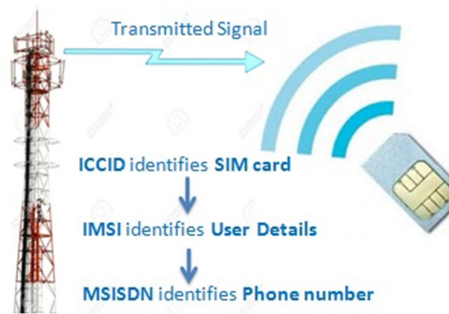 Transmitted Signal
ICCID identifies SIM card
IMSI identifies User Details
MSISDN identifies Phone number